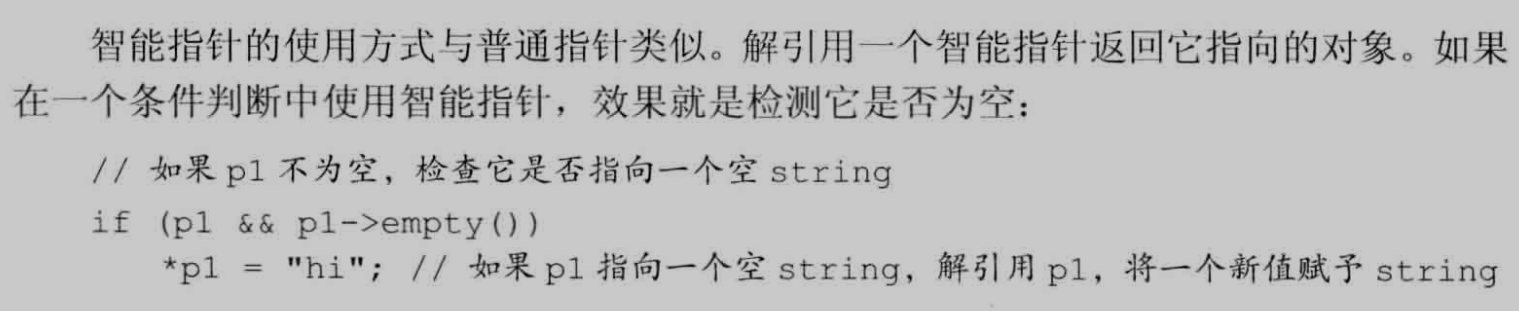 智能指针的使用方式与普通指针类似。解引用一个智能指针返回它指向的对象。如果
在一个条件判断中使用智能指针，效果就是检测它是否为空：
// 如果 p1 不为空，检查它是否指向一个空 string
if (p1 && p1->empty())
*p1 = "hi"; // 如果 p1 指向一个空 string，解引用 p1，将一个新值赋予 string